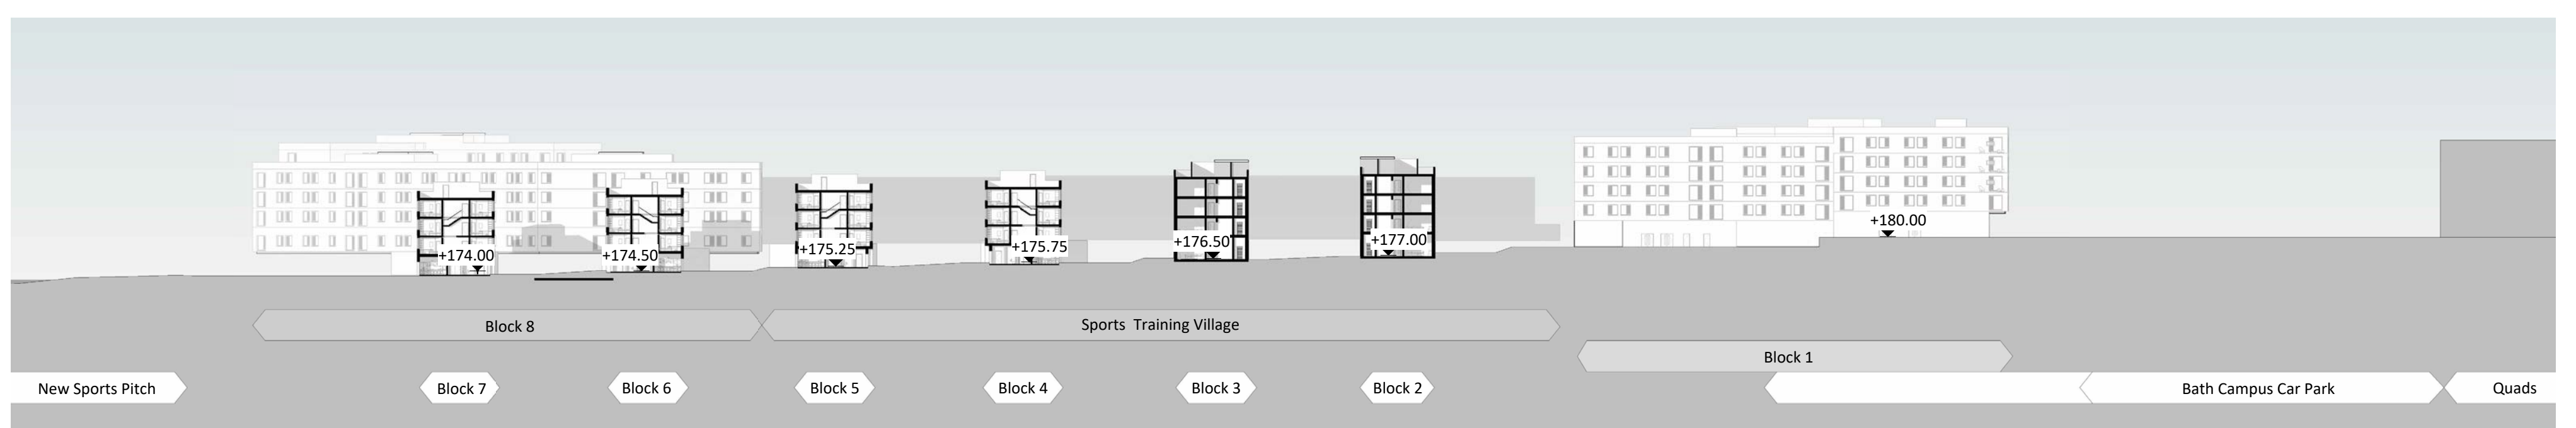 +180.00
+177.00
+176.50
+175.75
+175.25
+174.50
+174.00
Block 8
Sports Training Village
Block 1
New Sports Pitch
Block 7
Block 6
Block 5
Block 4
Block 3
Block 2
Bath Campus Car Park
Quads